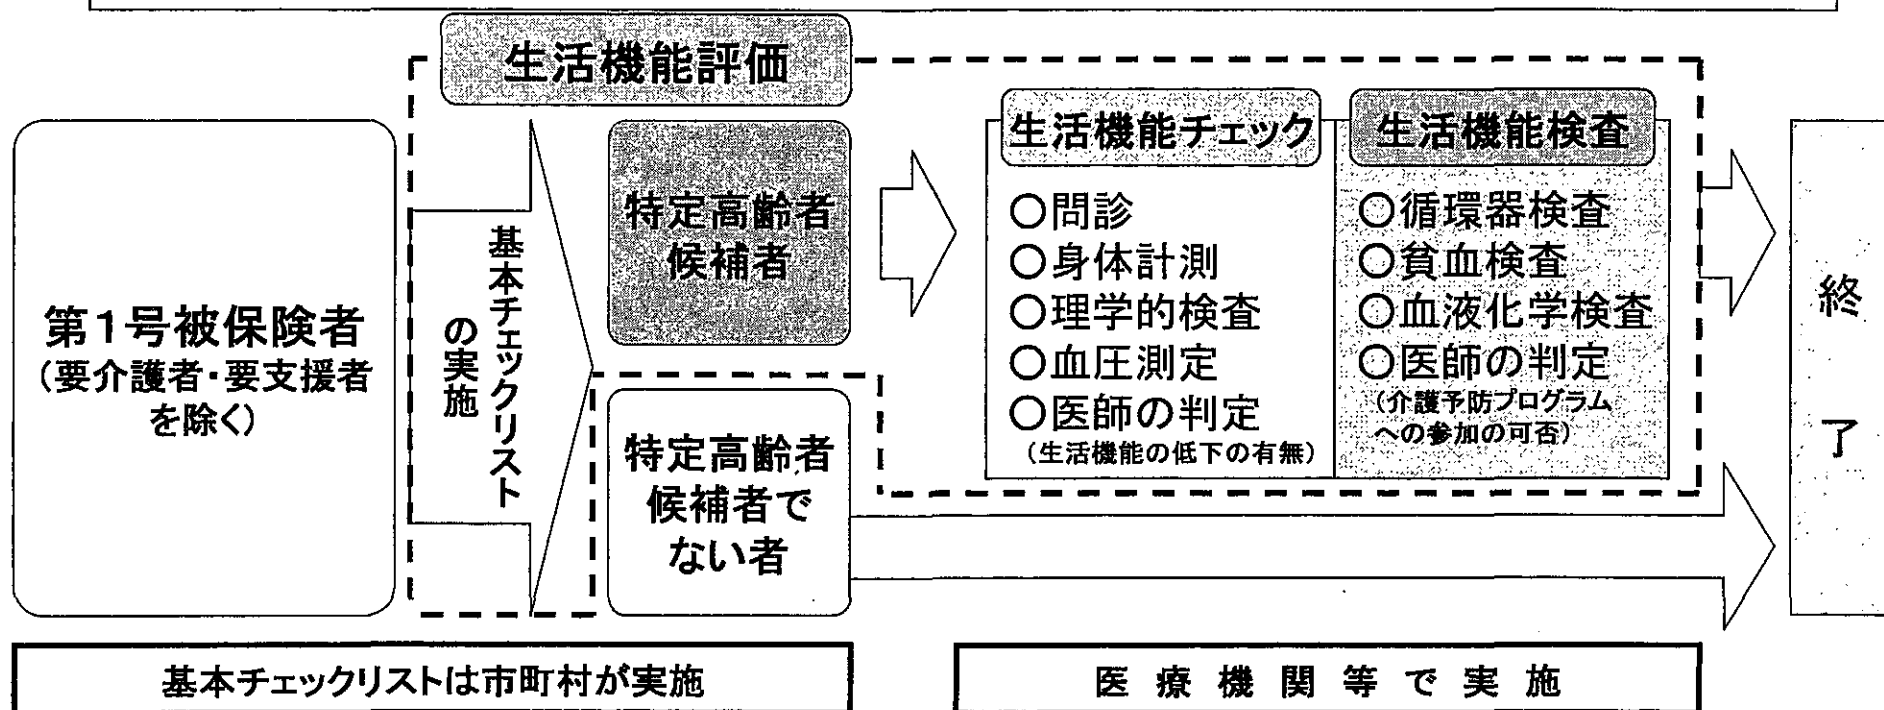 生活機能評価
第1号被保険者
(要介護者・要支援者
を除く)
基本チェックリスト
の実施
特定高齢者
候補者
特定高齢者
候補者で
ない者
生活機能チェック
○問診
○身体計測
○理学的検査
○血圧測定
○医師の判定
(生活機能の低下の有無)
生活機能検査
○循環器検査
○貧血検査
○血液化学検査
○医師の判定
(介護予防プログラム
への参加の可否)
終
了
基本チェックリストは市町村が実施
医療機関等で実施